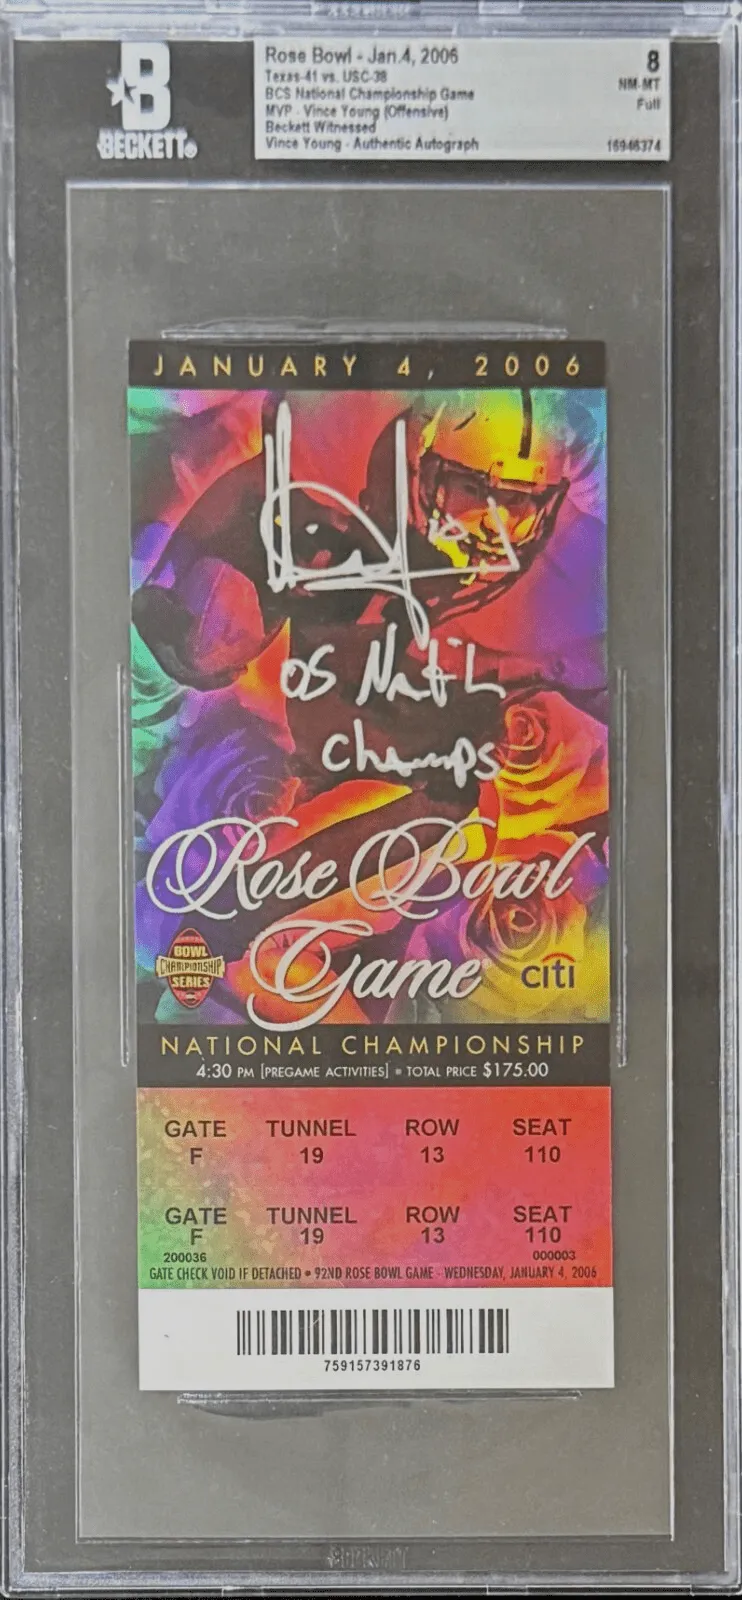 B
BECKETT®
Rose Bowl - Jan.4, 2006
Texas-41 vs. USC-38
BCS National Championship Game
MVP - Vince Young (Offensive)
Beckett Witnessed
Vince Young - Authentic Autograph
8
NM-MT
Full
16946374
JANUARY 4, 2006
10
05 Nat'l
Champs
Rose Bowl
Game®
BOWL
CHAMPIONSHIP
SERIES
citi
NATIONAL CHAMPIONSHIP
4:30 PM [PREGAME ACTIVITIES] • TOTAL PRICE $175.00
GATE TUNNEL ROW SEAT
F 19 13 110
GATE TUNNEL ROW SEAT
F 19 13 110
200036 000003
GATE CHECK VOID IF DETACHED • 92ND ROSE BOWL GAME - WEDNESDAY, JANUARY 4, 2006
759157391876
BECKETT